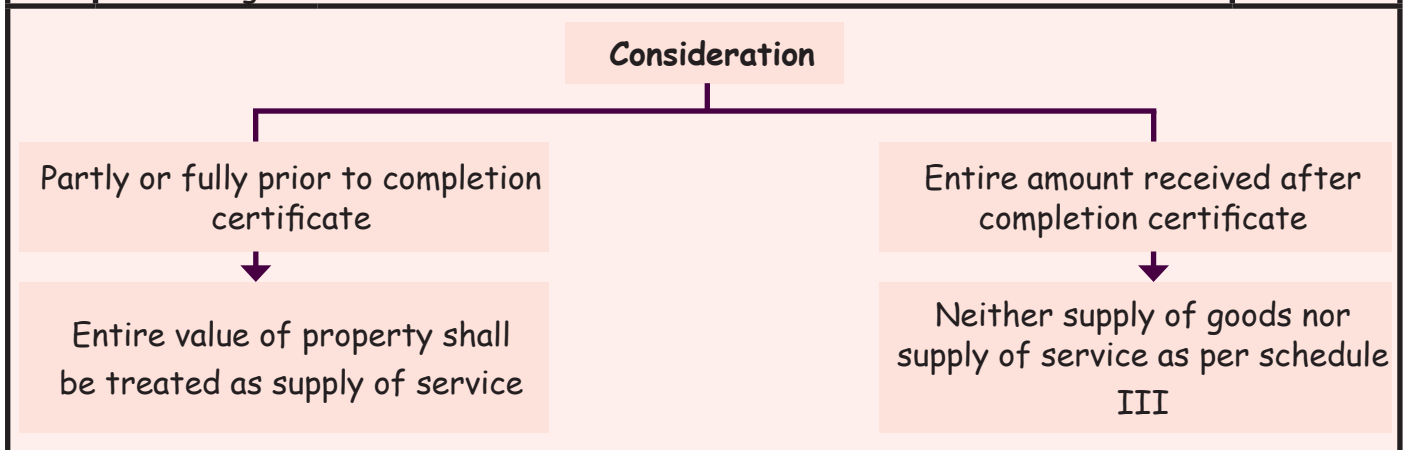 Consideration
Partly or fully prior to completion
certificate
Entire amount received after
completion certificate
Entire value of property shall
be treated as supply of service
Neither supply of goods nor
supply of service as per schedule
III